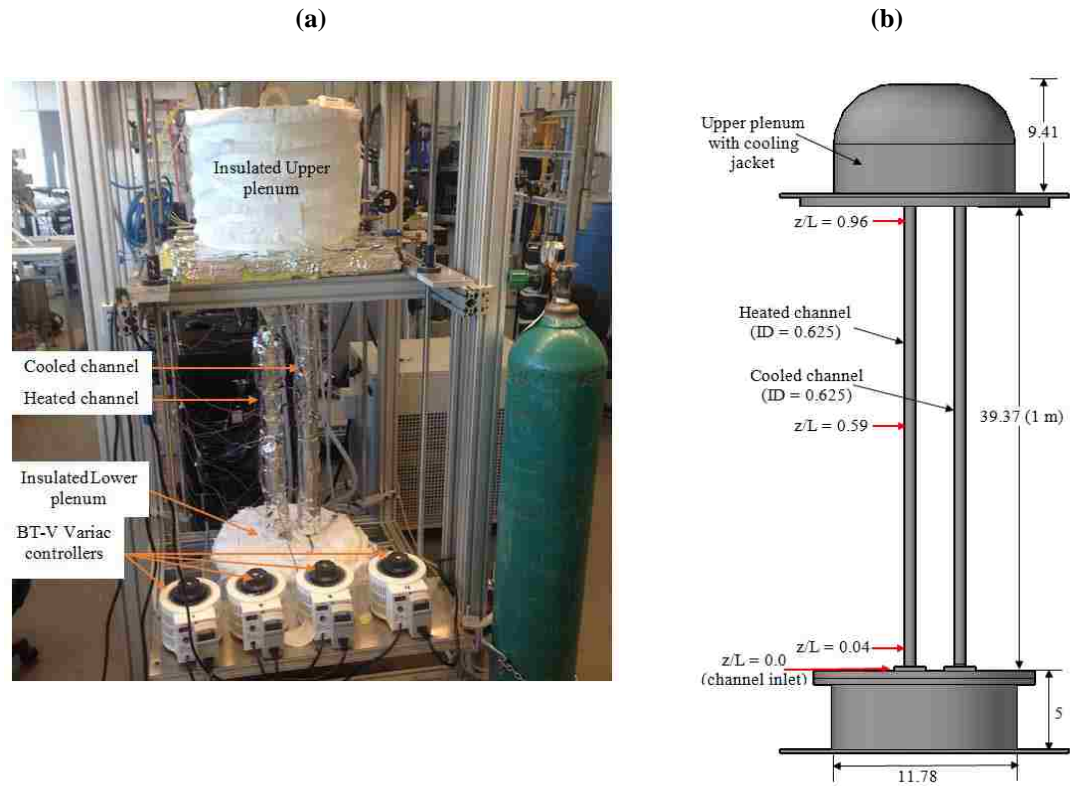 (a)
Insulated Upper
plenum
Cooled channel
Heated channel
Insulated Lower
plenum
BT-V Variac
controllers
(b)
Upper plenum
with cooling
jacket
9.41
z/L = 0.96
Heated channel
(ID = 0.625)
Cooled channel
(ID = 0.625)
39.37 (1 m)
z/L = 0.59
z/L = 0.04
z/L = 0.0
(channel inlet)
5
11.78